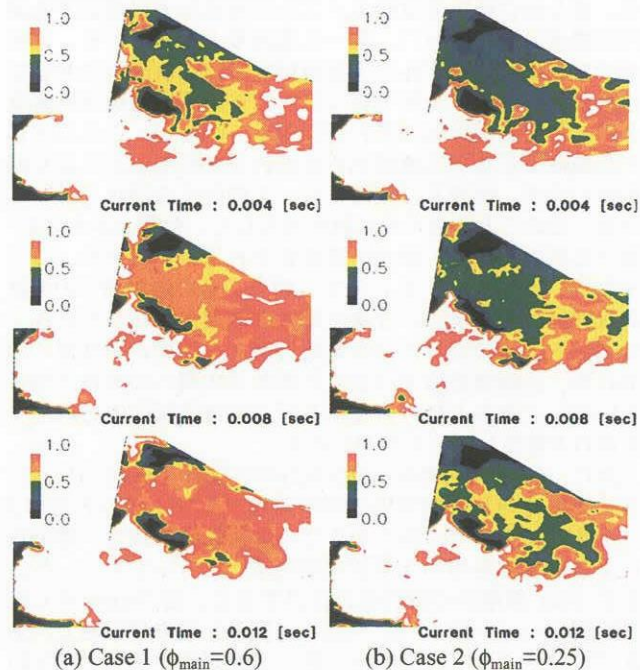 1.0
0.5
0.0
Current Time : 0.004 [sec]
1.0
0.5
0.0
Current Time : 0.004 [sec]
1.0
0.5
0.0
Current Time : 0.008 [sec]
1.0
0.5
0.0
Current Time : 0.008 [sec]
1.0
0.5
0.0
Current Time : 0.012 [sec]
1.0
0.5
0.0
Current Time : 0.012 [sec]
(a) Case 1 (ϕmain=0.6)
(b) Case 2 (ϕmain=0.25)